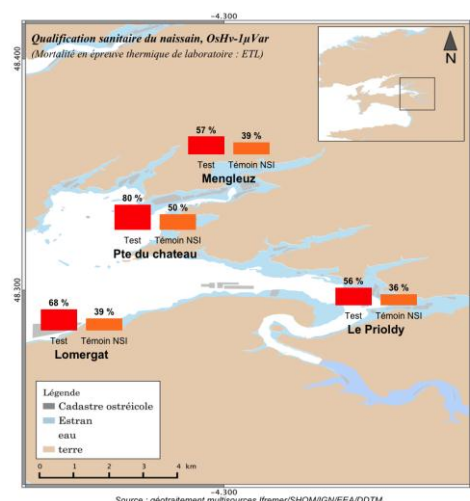 -4.300
48.400
Qualification sanitaire du naissain, OsHv-1µVar
(Mortalité en épreuve thermique de laboratoire : ETL)
N
57 %
39 %
Test
Témoin NSI
Mengleuz
80 %
50 %
Test
Témoin NSI
Pte du chateau
48.300
68 %
39 %
Test
Témoin NSI
Lomergat
56 %
36 %
Test
Témoin NSI
Le Prioldy
Légende
Cadastre ostréicole
Estran
eau
terre
0 1 2 3 4 km
-4.300
Source : géotraitement multisources Ifremer/SHOM/IGN/EEA/DDTM